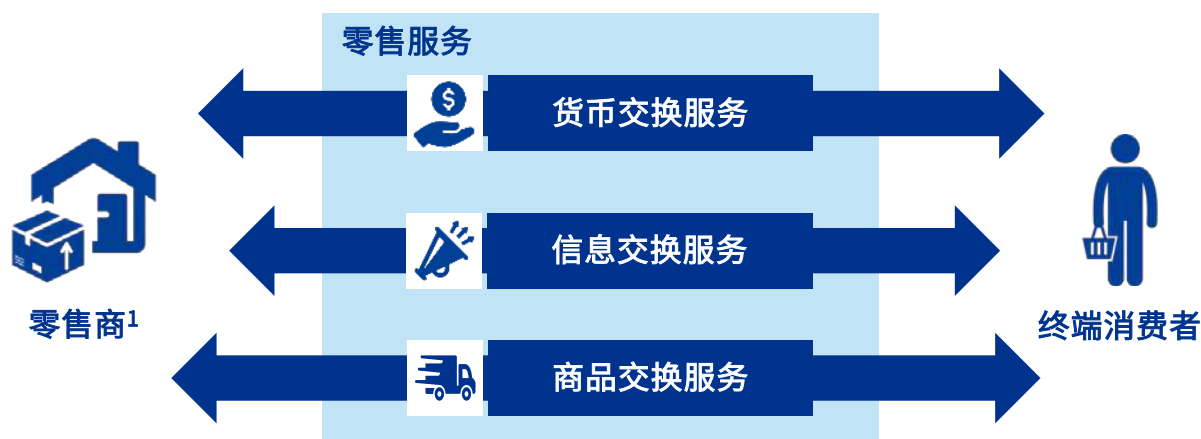 零售服务
货币交换服务
信息交换服务
零售商¹
终端消费者
商品交换服务